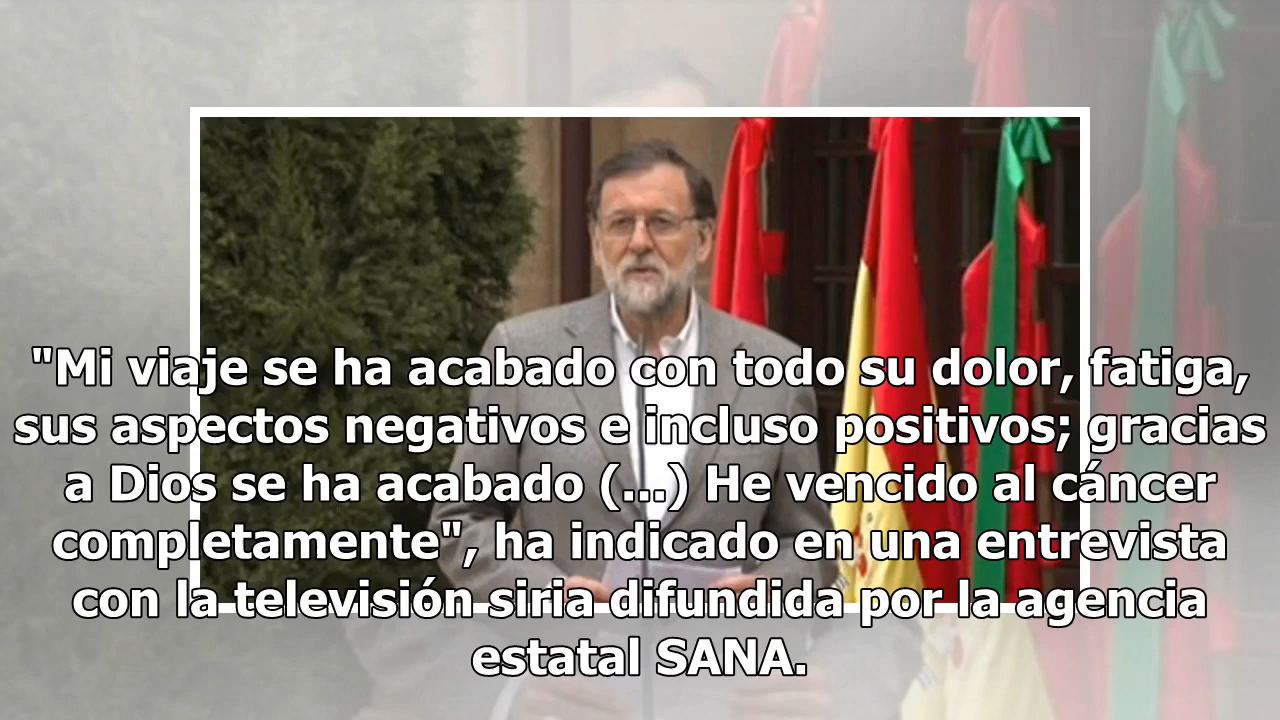 "Mi viaje se ha acabado con todo su dolor, fatiga,
sus aspectos negativos e incluso positivos; gracias
a Dios se ha acabado (...) He vencido al cáncer
completamente", ha indicado en una entrevista
con la televisión siria difundida por la agencia
estatal SANA.